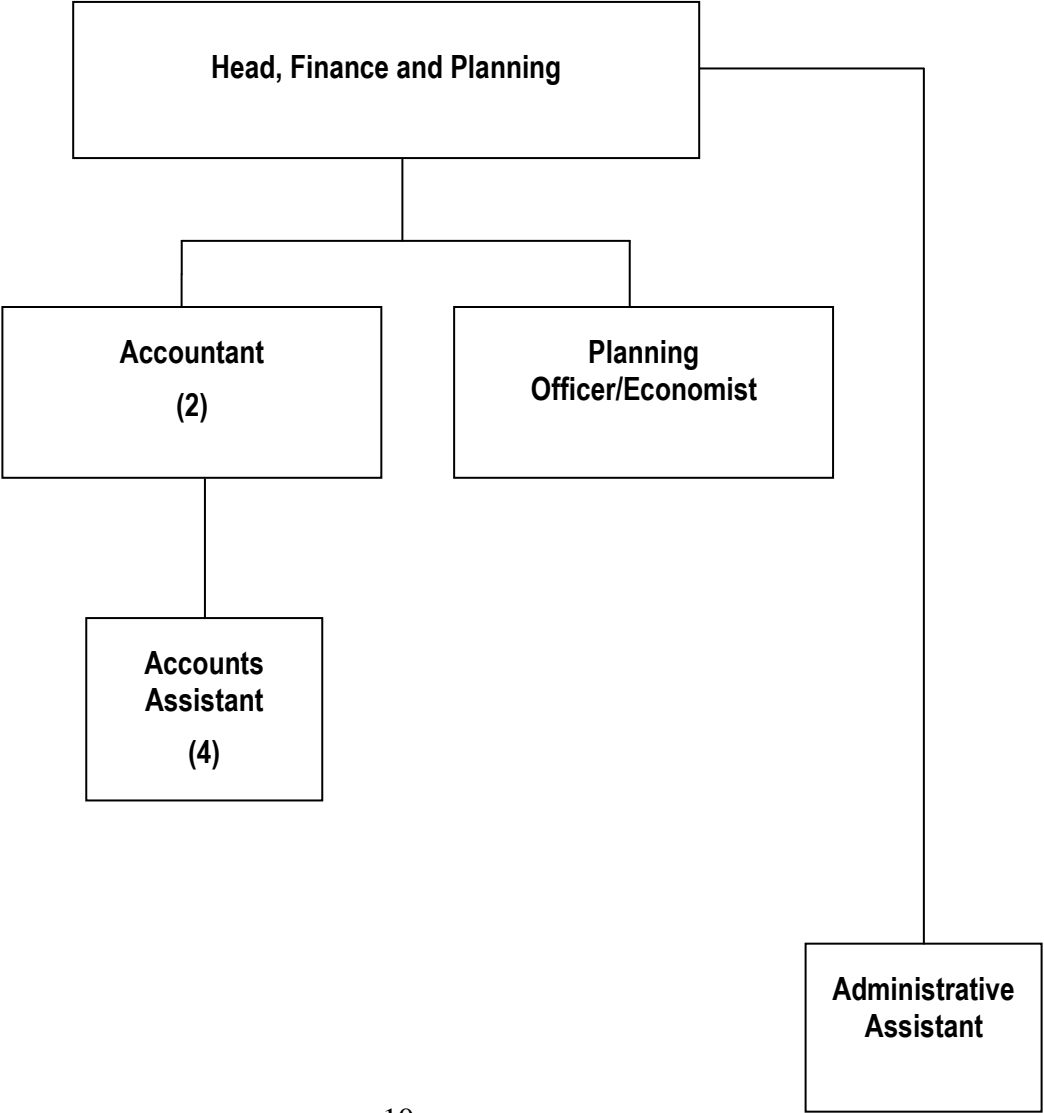 Head, Finance and Planning
Accountant
(2)
Planning
Officer/Economist
Accounts
Assistant
(4)
Administrative
Assistant